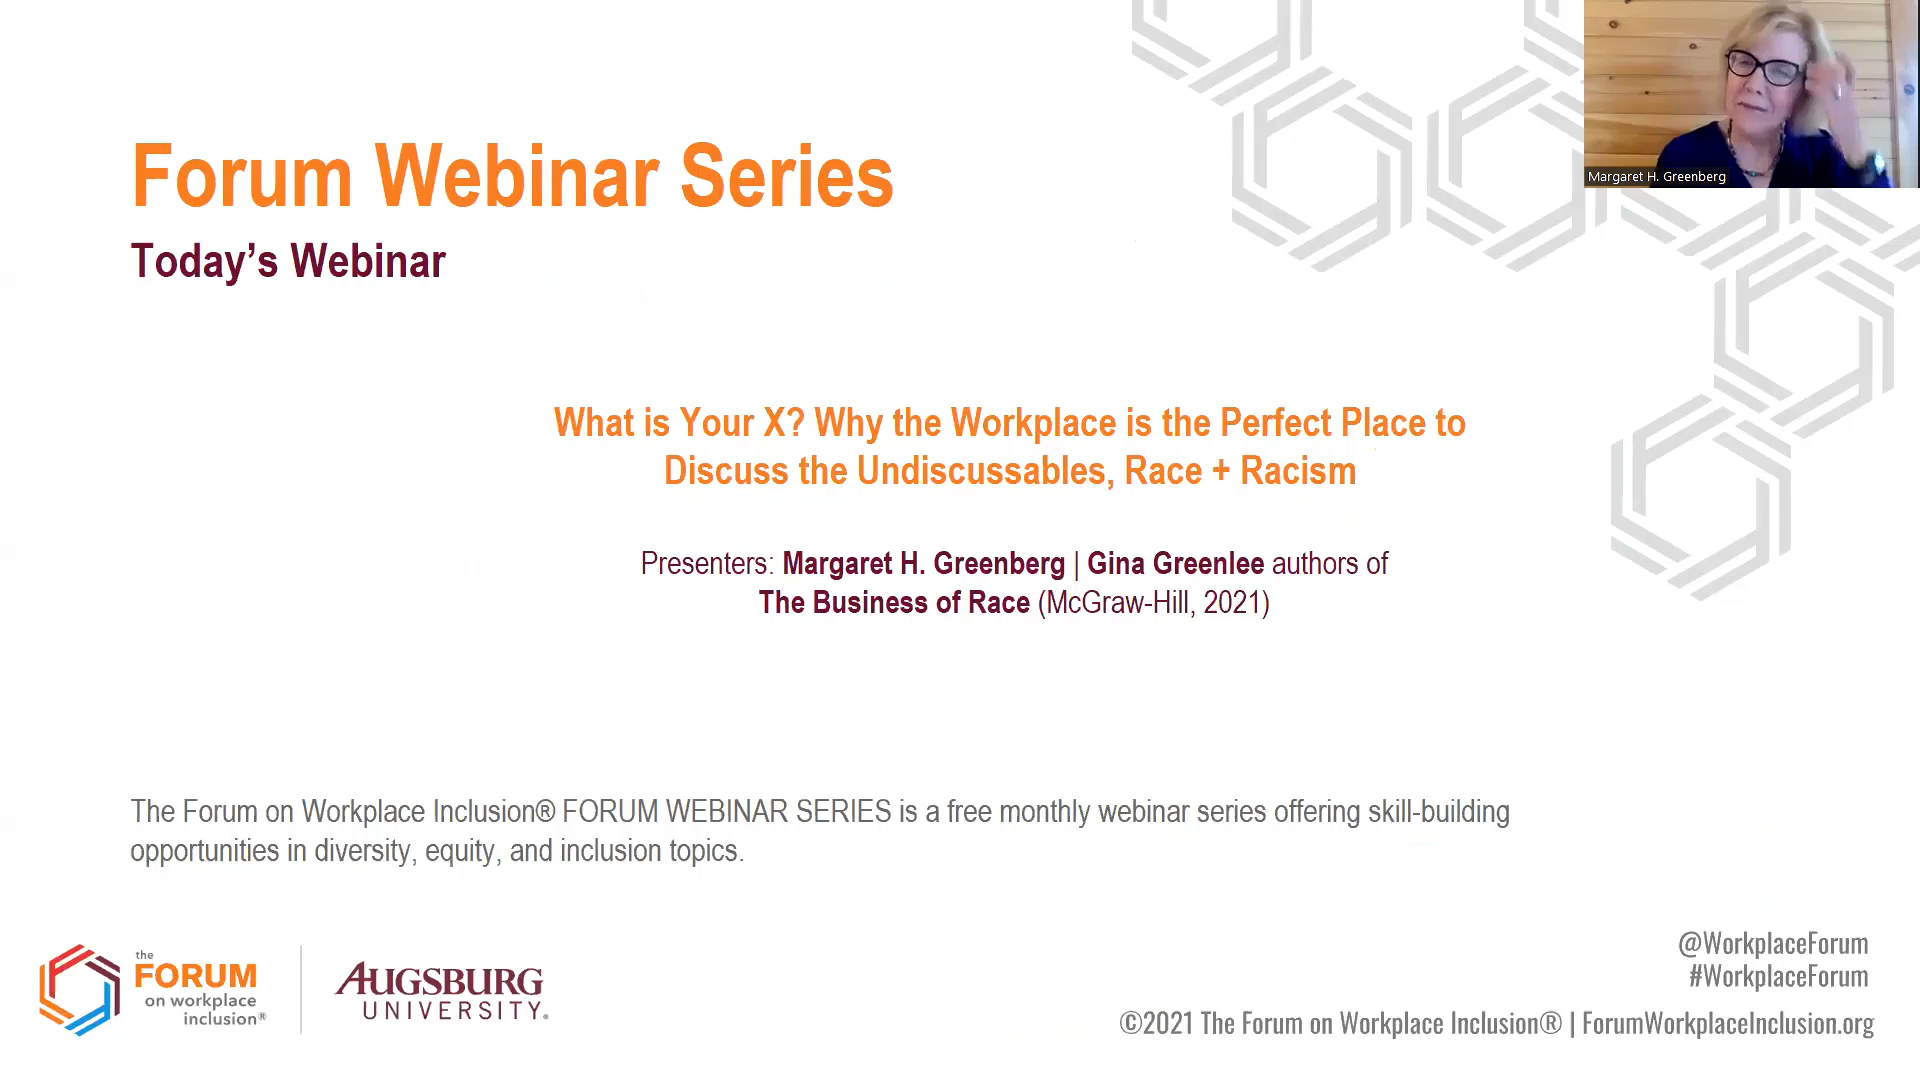 Forum Webinar Series
Today’s Webinar
Margaret H. Greenberg
What is Your X? Why the Workplace is the Perfect Place to
Discuss the Undiscussables, Race + Racism
Presenters: Margaret H. Greenberg | Gina Greenlee authors of
The Business of Race (McGraw-Hill, 2021)
The Forum on Workplace Inclusion® FORUM WEBINAR SERIES is a free monthly webinar series offering skill-building
opportunities in diversity, equity, and inclusion topics.
the
FORUM
on workplace
inclusion®
AUGSBURG
UNIVERSITY®
@WorkplaceForum
#WorkplaceForum
©2021 The Forum on Workplace Inclusion® | ForumWorkplaceInclusion.org